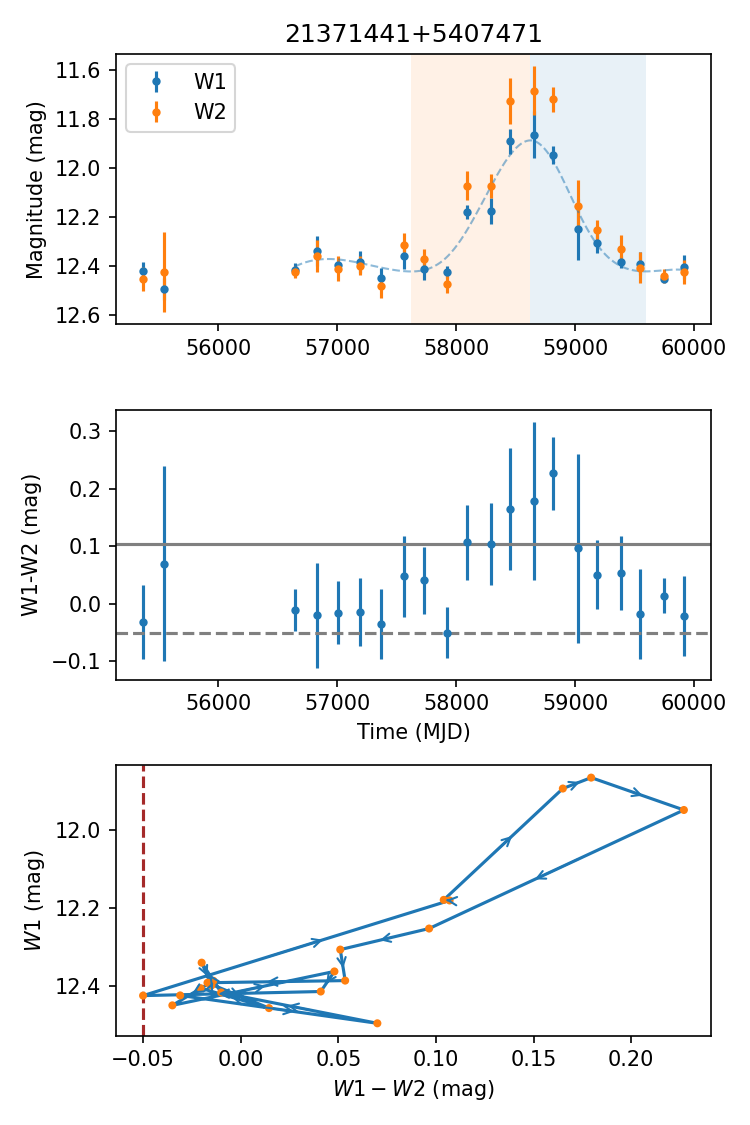 21371441+5407471
W1
W2
Magnitude (mag)
11.6
11.8
12.0
12.2
12.4
12.6
56000 57000 58000 59000 60000
W1-W2 (mag)
0.3
0.2
0.1
0.0
−0.1
56000 57000 58000 59000 60000
Time (MJD)
W1 (mag)
12.0
12.2
12.4
−0.05 0.00 0.05 0.10 0.15 0.20
W1 − W2 (mag)